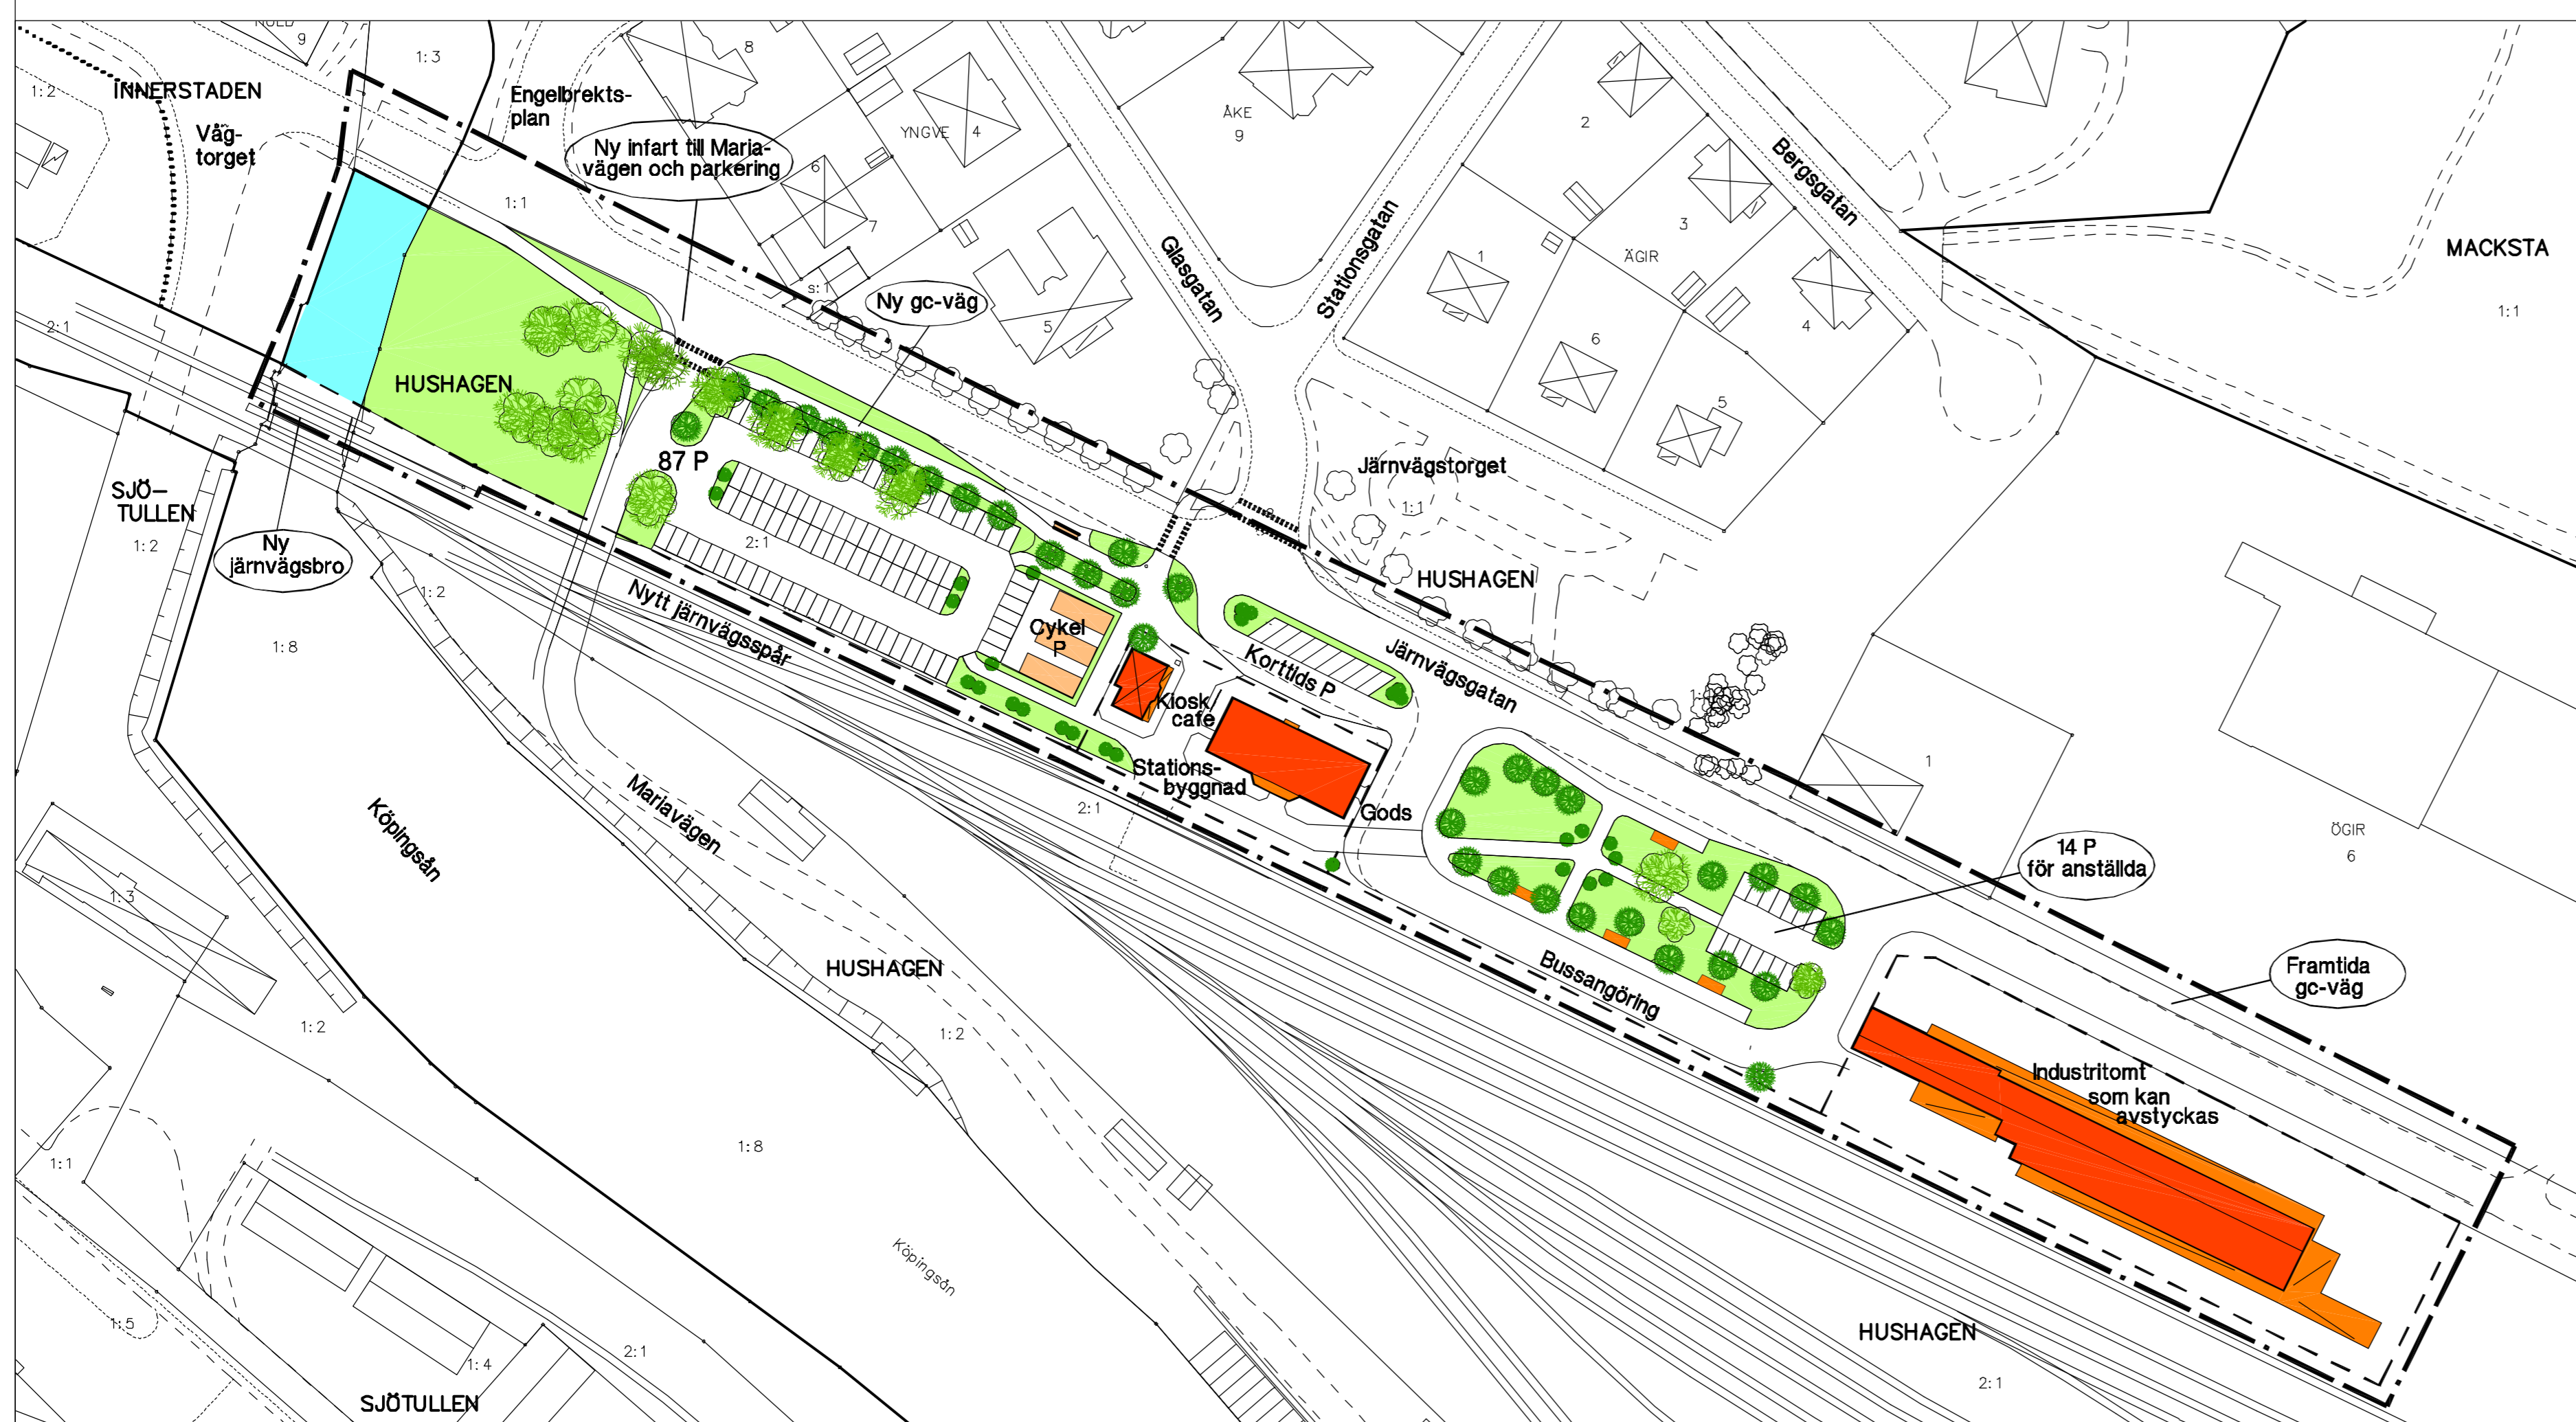 9
8
1:3
INNERSTADEN
1:2
Engelbrekts-
plan
Våg-
torget
Ny infart till Maria-
vägen och parkering
YNGVE 4
6
7
1:1
s:1
5
Ny gc-väg
ÅKE
9
Glasgatan
Stationsgatan
Bergsgatan
2
3
1
ÄGIR
4
6
5
MACKSTA
1:1
2:1
HUSHAGEN
87 P
2:1
Järnvägstorget
1:1
HUSHAGEN
SJÖ-
TULLEN
1:2
Ny
järnvägsbro
1:2
1:8
Nytt järnvägsspår
Cykel
P
Korttids P
Järnvägsgatan
Kiosk/
cafe
Stations-
byggnad
Gods
2:1
1
ÖGIR
6
14 P
för anställda
Framtida
gc-väg
Köpingsån
Mariavägen
1:3
HUSHAGEN
1:2
1:2
Bussangöring
Industritomt
som kan
avstyckas
1:8
1:1
Köpingsån
1:5
1:4
2:1
SJÖTULLEN
HUSHAGEN
2:1